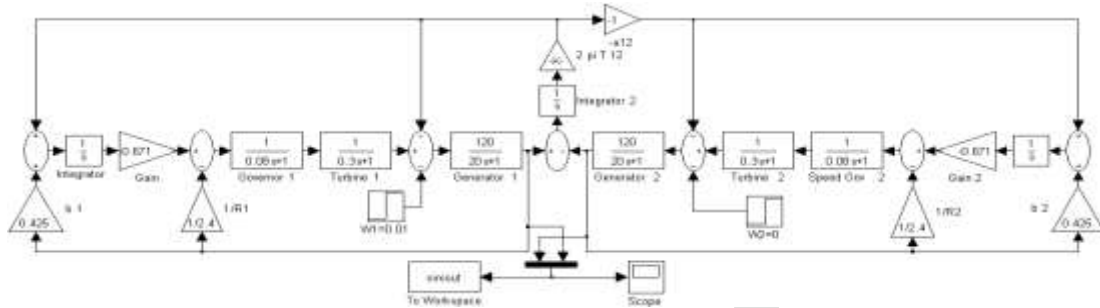 -1
-a12
-K-
2 pi T 12
1
s
Integrator 2
1
s
Integrator
-0.671
Gain
1
0.08s+1
Governor 1
1
0.3s+1
Turbine 1
120
20s+1
Generator 1
120
20s+1
Generator 2
1
0.3s+1
Turbine 2
1
0.08s+1
Speed Gov 2
-0.671
Gain 2
1
s
b 1
0.425
1/R1
1/2.4
W1=0.01
W2=0
1/R2
1/2.4
b 2
0.425
simout
To Workspace
Scope